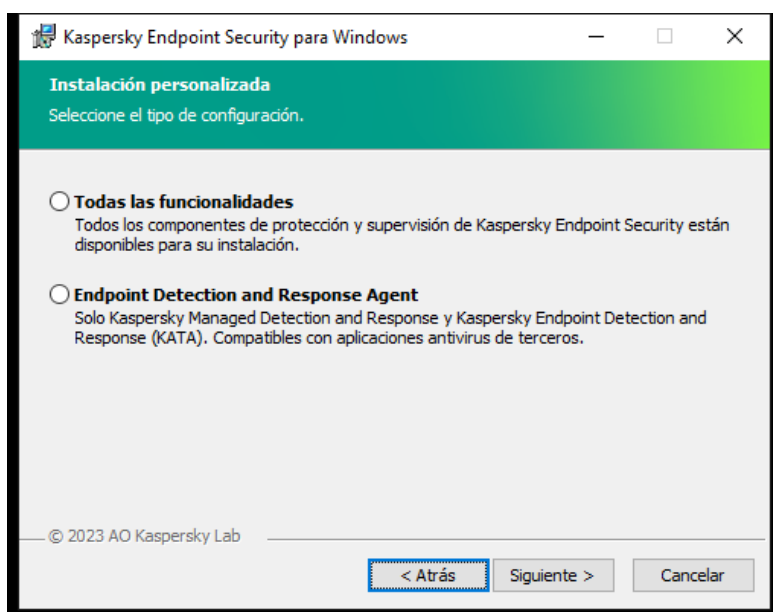 Kaspersky Endpoint Security para Windows
Instalación personalizada
Seleccione el tipo de configuración.
Todas las funcionalidades
Todos los componentes de protección y supervisión de Kaspersky Endpoint Security están
disponibles para su instalación.
Endpoint Detection and Response Agent
Solo Kaspersky Managed Detection and Response y Kaspersky Endpoint Detection and
Response (KATA). Compatibles con aplicaciones antivirus de terceros.
© 2023 AO Kaspersky Lab
< Atrás Siguiente > Cancelar